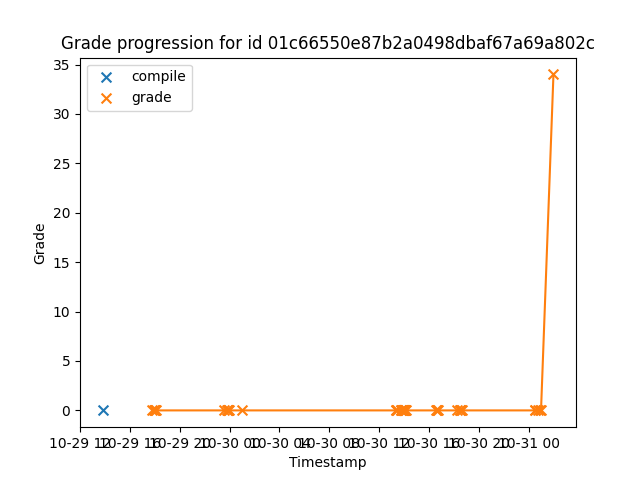 Grade progression for id 01c66550e87b2a0498dbaf67a69a802c
compile
grade
35
30
25
20
15
10
5
0
Grade
10-29 12 10-29 16 10-29 20 10-30 00 10-30 04 10-30 08 10-30 12 10-30 16 10-30 20 10-31 00
Timestamp